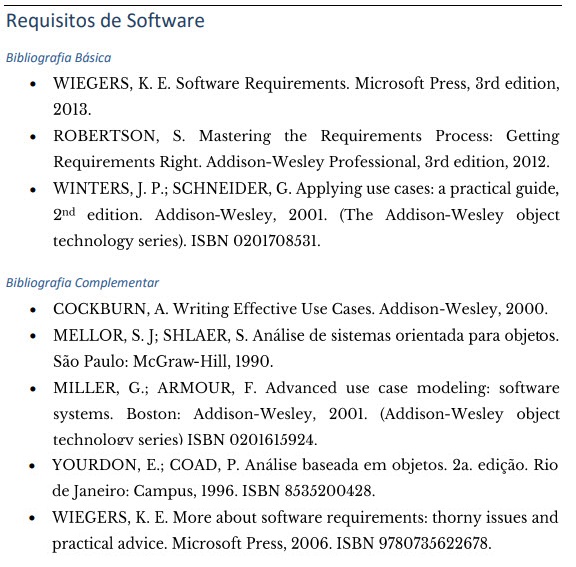 Requisitos de Software
Bibliografia Básica
• WIEGERS, K. E. Software Requirements. Microsoft Press, 3rd edition,
2013.
• ROBERTSON, S. Mastering the Requirements Process: Getting
Requirements Right. Addison-Wesley Professional, 3rd edition, 2012.
• WINTERS, J. P.; SCHNEIDER, G. Applying use cases: a practical guide,
2nd edition. Addison-Wesley, 2001. (The Addison-Wesley object
technology series). ISBN 0201708531.
Bibliografia Complementar
• COCKBURN, A. Writing Effective Use Cases. Addison-Wesley, 2000.
• MELLOR, S. J; SHLAER, S. Análise de sistemas orientada para objetos.
São Paulo: McGraw-Hill, 1990.
• MILLER, G.; ARMOUR, F. Advanced use case modeling: software
systems. Boston: Addison-Wesley, 2001. (Addison-Wesley object
technology series) ISBN 0201615924.
• YOURDON, E.; COAD, P. Análise baseada em objetos. 2a. edição. Rio
de Janeiro: Campus, 1996. ISBN 8535200428.
• WIEGERS, K. E. More about software requirements: thorny issues and
practical advice. Microsoft Press, 2006. ISBN 9780735622678.